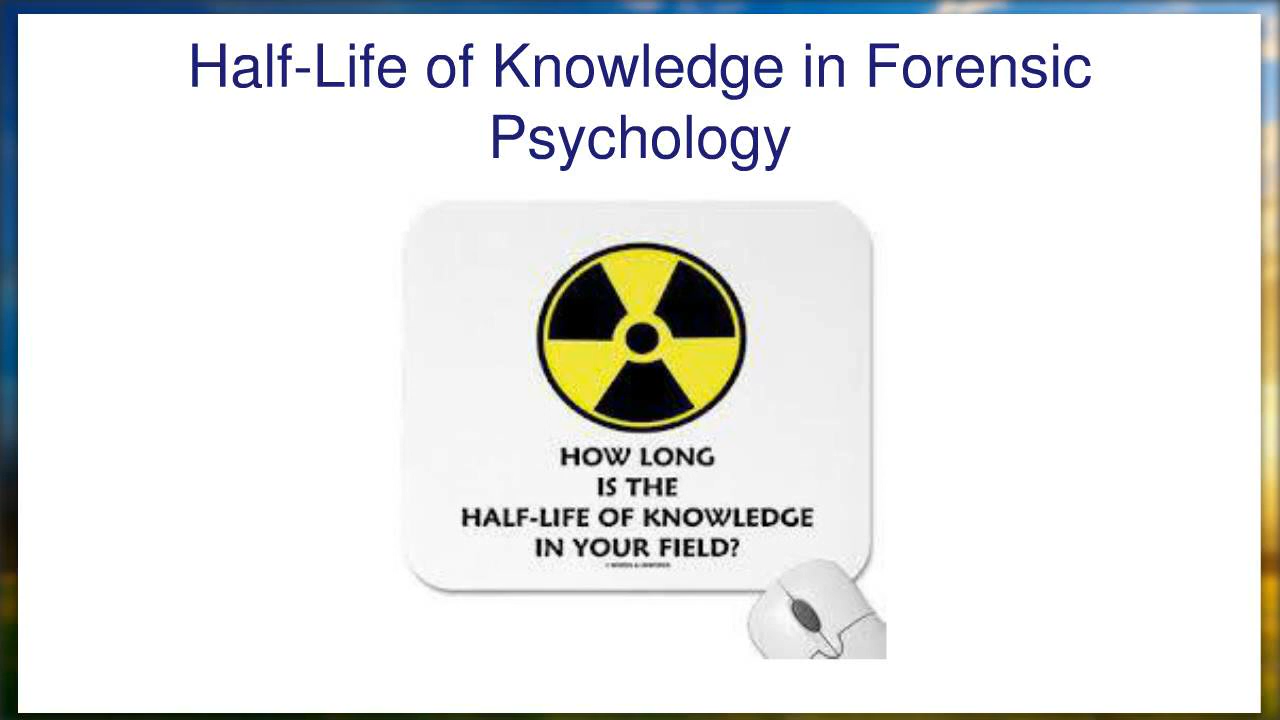 Half-Life of Knowledge in Forensic
Psychology
HOW LONG
IS THE
HALF-LIFE OF KNOWLEDGE
IN YOUR FIELD?